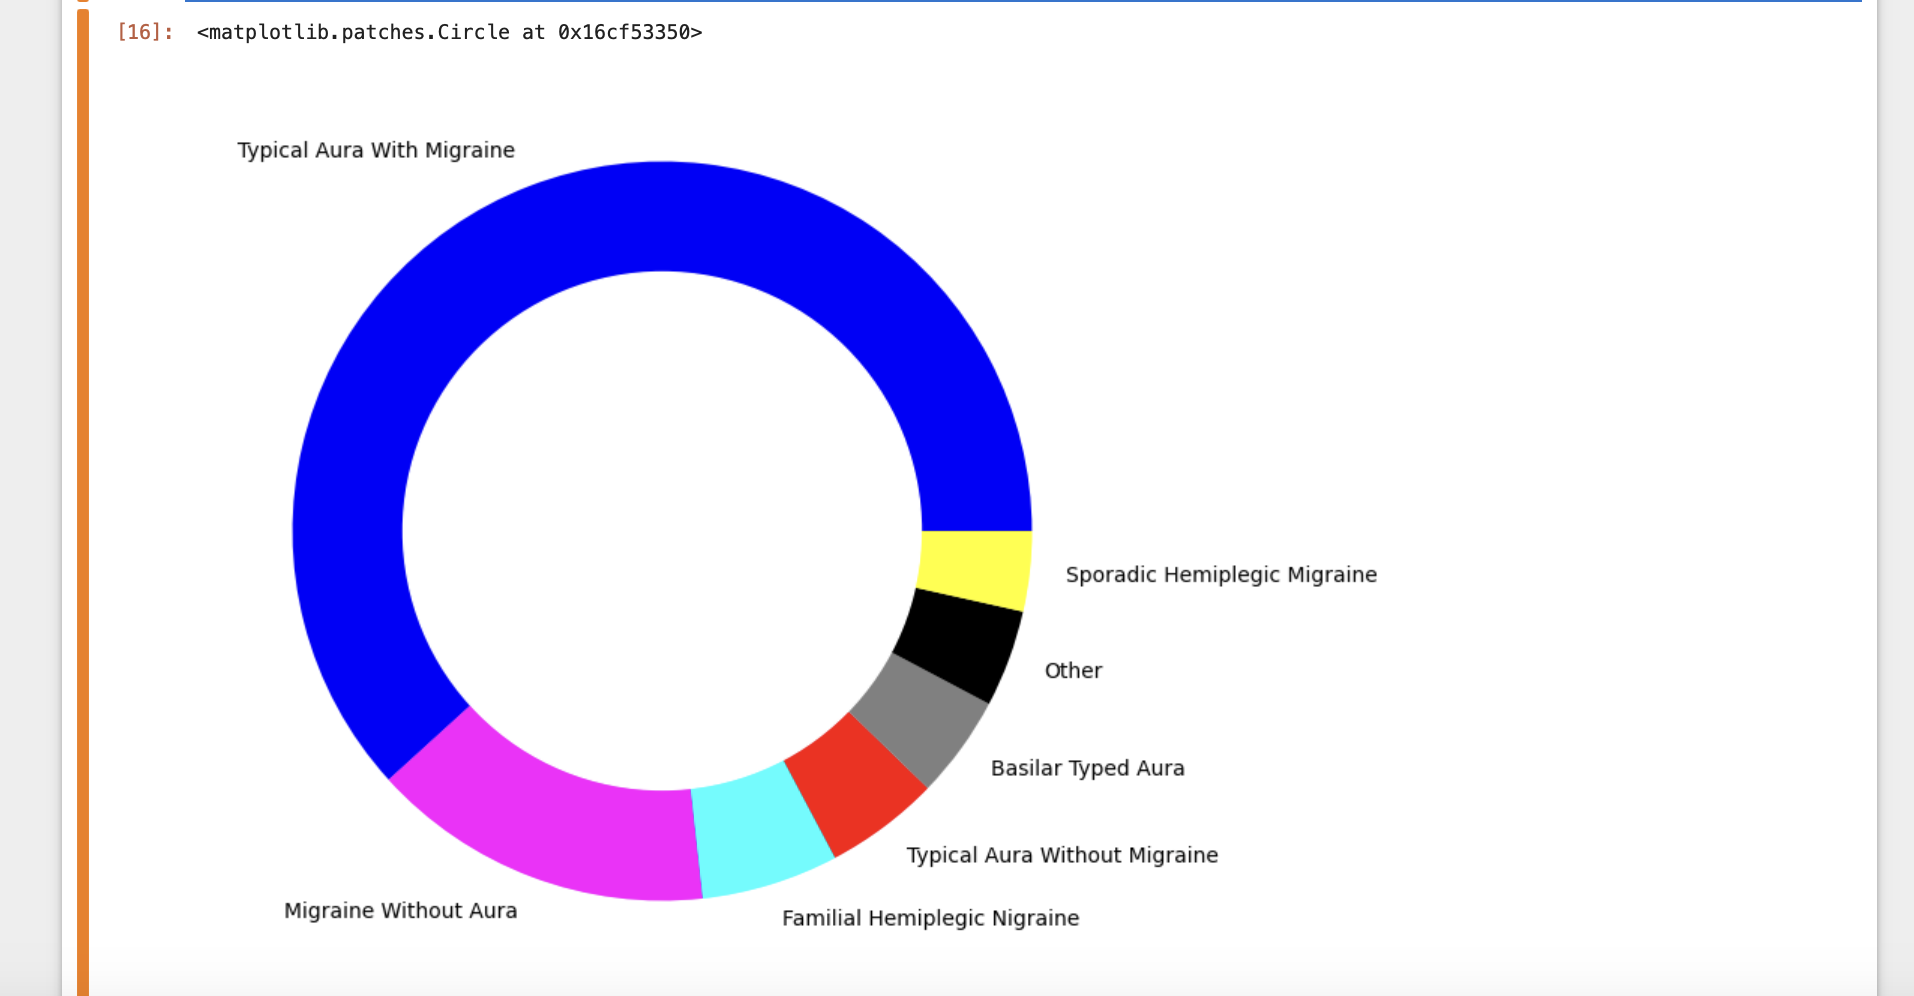 [16]: <matplotlib.patches.Circle at 0x16cf53350>
Typical Aura With Migraine
Sporadic Hemiplegic Migraine
Other
Basilar Typed Aura
Typical Aura Without Migraine
Migraine Without Aura
Familial Hemiplegic Nigraine